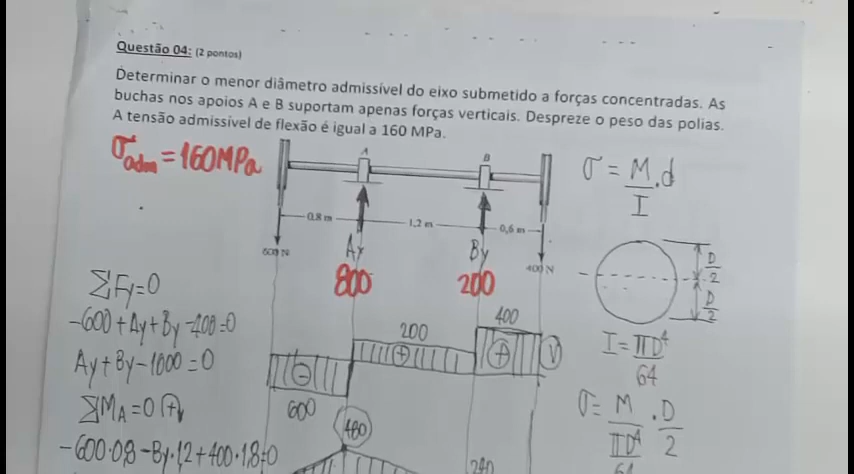 Questão 04: (2 pontos)
Determinar o menor diâmetro admissível do eixo submetido a forças concentradas. As
buchas nos apoios A e B suportam apenas forças verticais. Despreze o peso das polias.
A tensão admissível de flexão é igual a 160 MPa.
σadm = 160MPa
A
B
σ = M/I . d
0,8 m
1,2 m
0,6 m
600 N
Ay
By
400 N
800
200
D/2
D/2
ΣFy=0
-600+Ay+By-400=0
Ay+By-1000=0
ΣMA=0
-600·0,8-By·1,2+400·1,8=0
200
400
V
600
480
240
I = πD⁴/64
σ = M/(πD⁴/64) . D/2